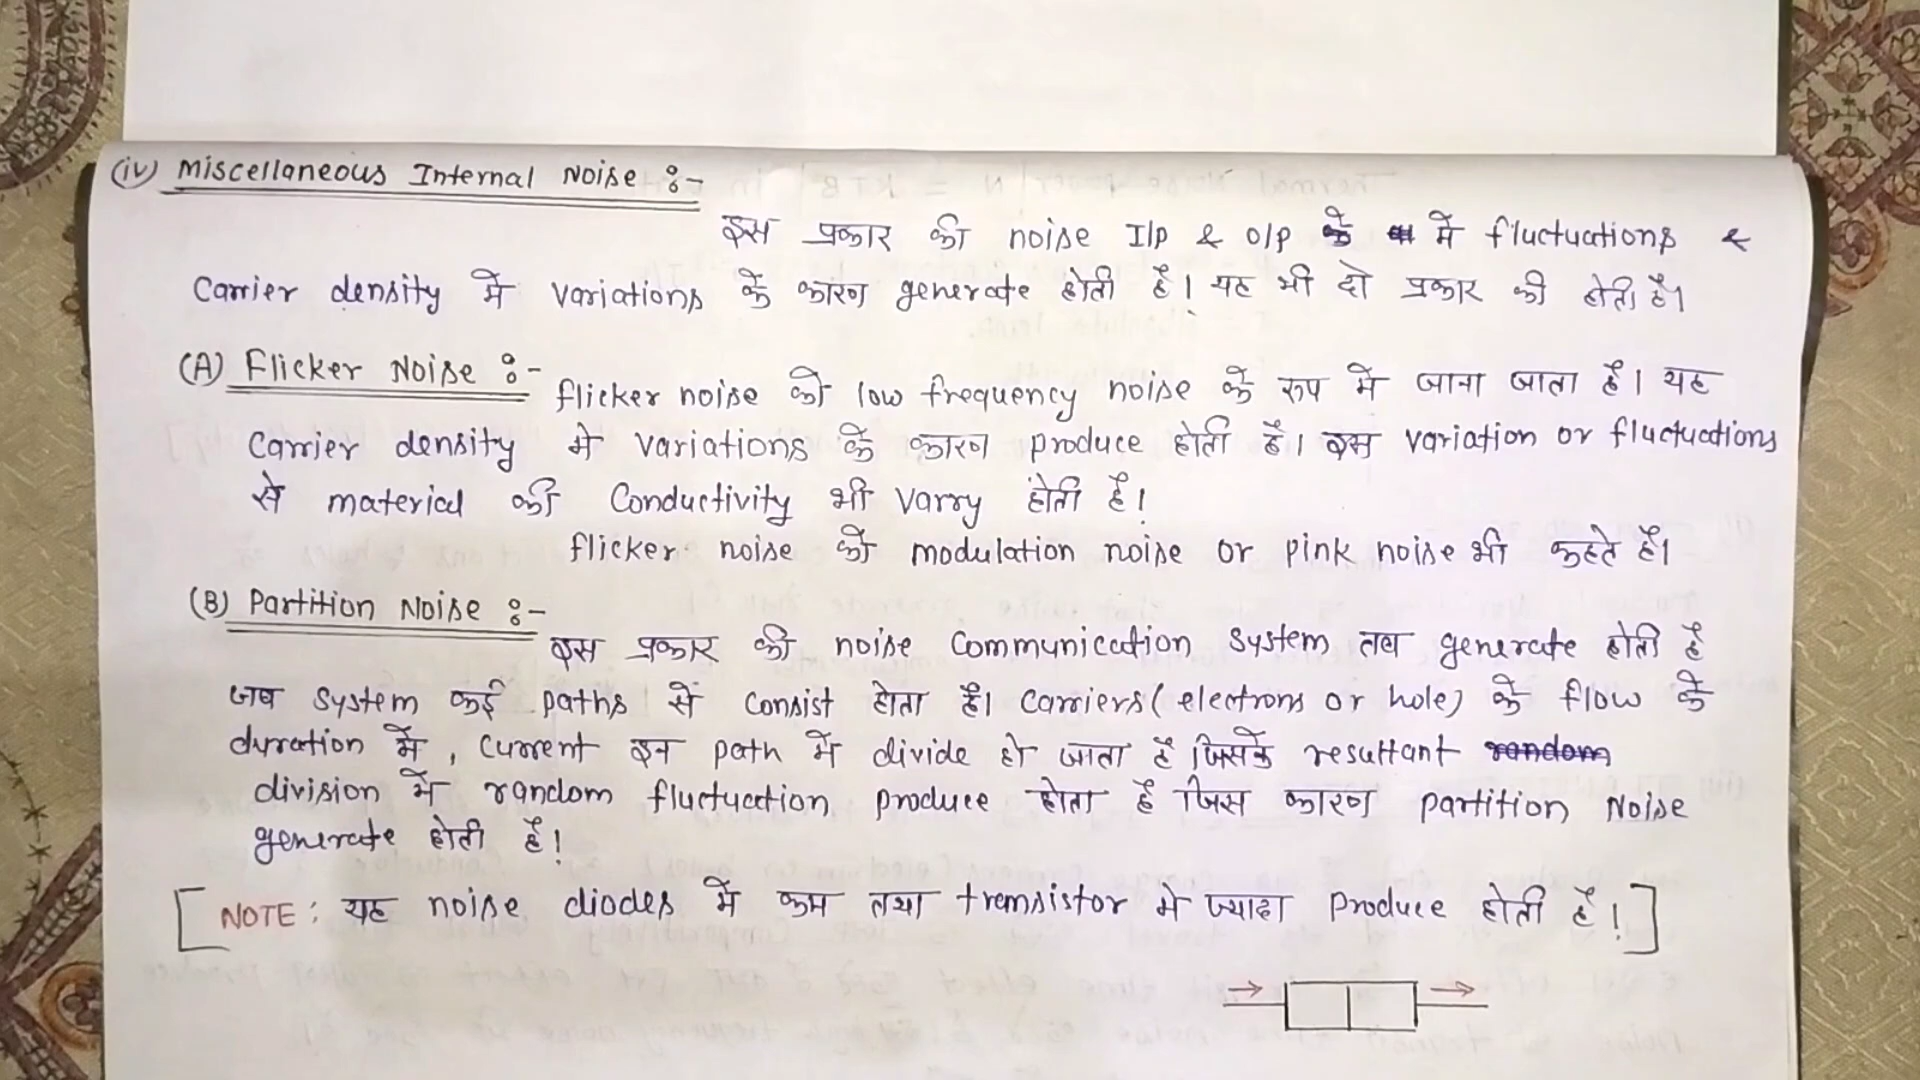 (iv) Miscellaneous Internal Noise :-
इस प्रकार की noise I/p & o/p के में fluctuations &
Carrier density में variations के कारण generate होती है। यह भी दो प्रकार की होती है।
(A) Flicker Noise :-
flicker noise को low frequency noise के रूप में जाना जाता है। यह
Carrier density में variations के कारण produce होती है। इस variation or fluctuations
से material की Conductivity भी varry होती है।
flicker noise को modulation noise or pink noise भी कहते है।
(B) Partition Noise :-
इस प्रकार की noise Communication system तब generate होती है
जब system कई paths से consist होता है। carriers (electrons or hole) के flow के
duration में, current इन path में divide हो जाता है जिसके resultant random
division में random fluctuation produce होता है जिस कारण partition Noise
generate होती है।
[NOTE: यह noise diodes में कम तथा transistor मे ज्यादा produce होती है।]